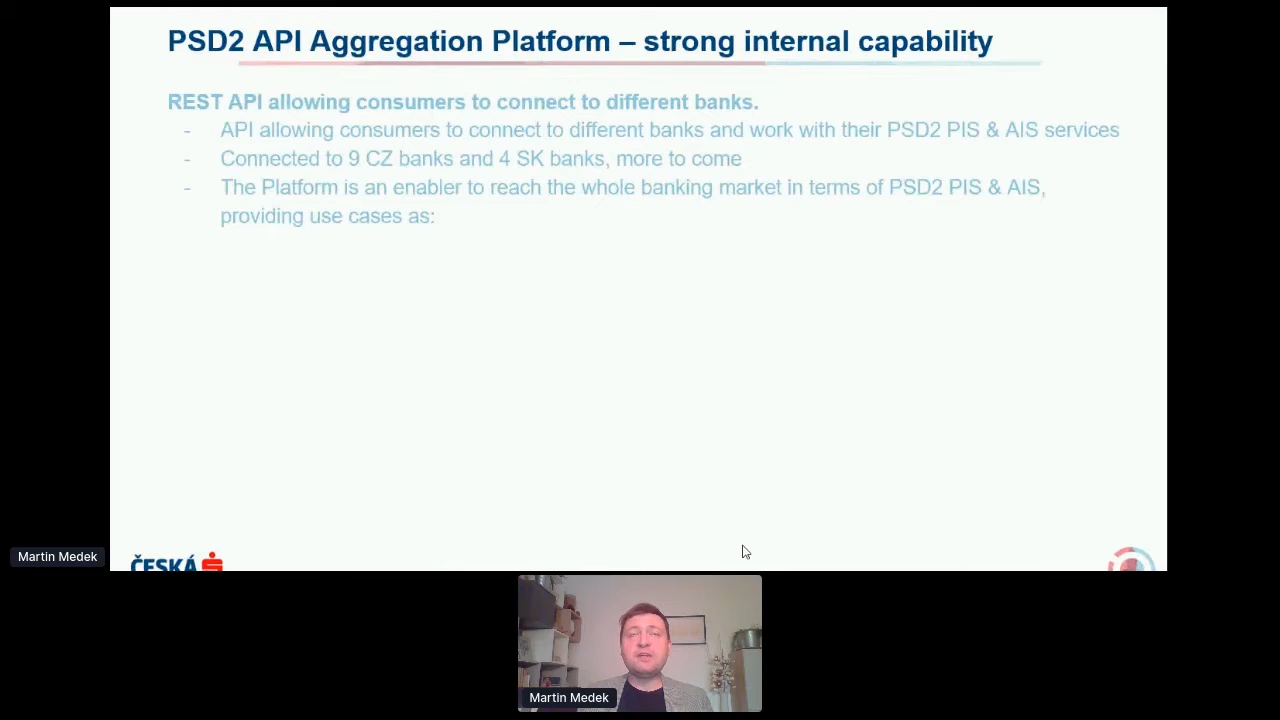 PSD2 API Aggregation Platform – strong internal capability
REST API allowing consumers to connect to different banks.
- API allowing consumers to connect to different banks and work with their PSD2 PIS & AIS services
- Connected to 9 CZ banks and 4 SK banks, more to come
- The Platform is an enabler to reach the whole banking market in terms of PSD2 PIS & AIS,
providing use cases as:
Martin Medek
ČESKÁ
Martin Medek